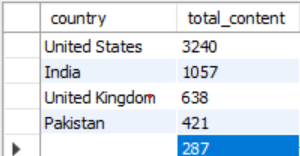 country total_content
United States 3240
India 1057
United Kingdom 638
Pakistan 421
287